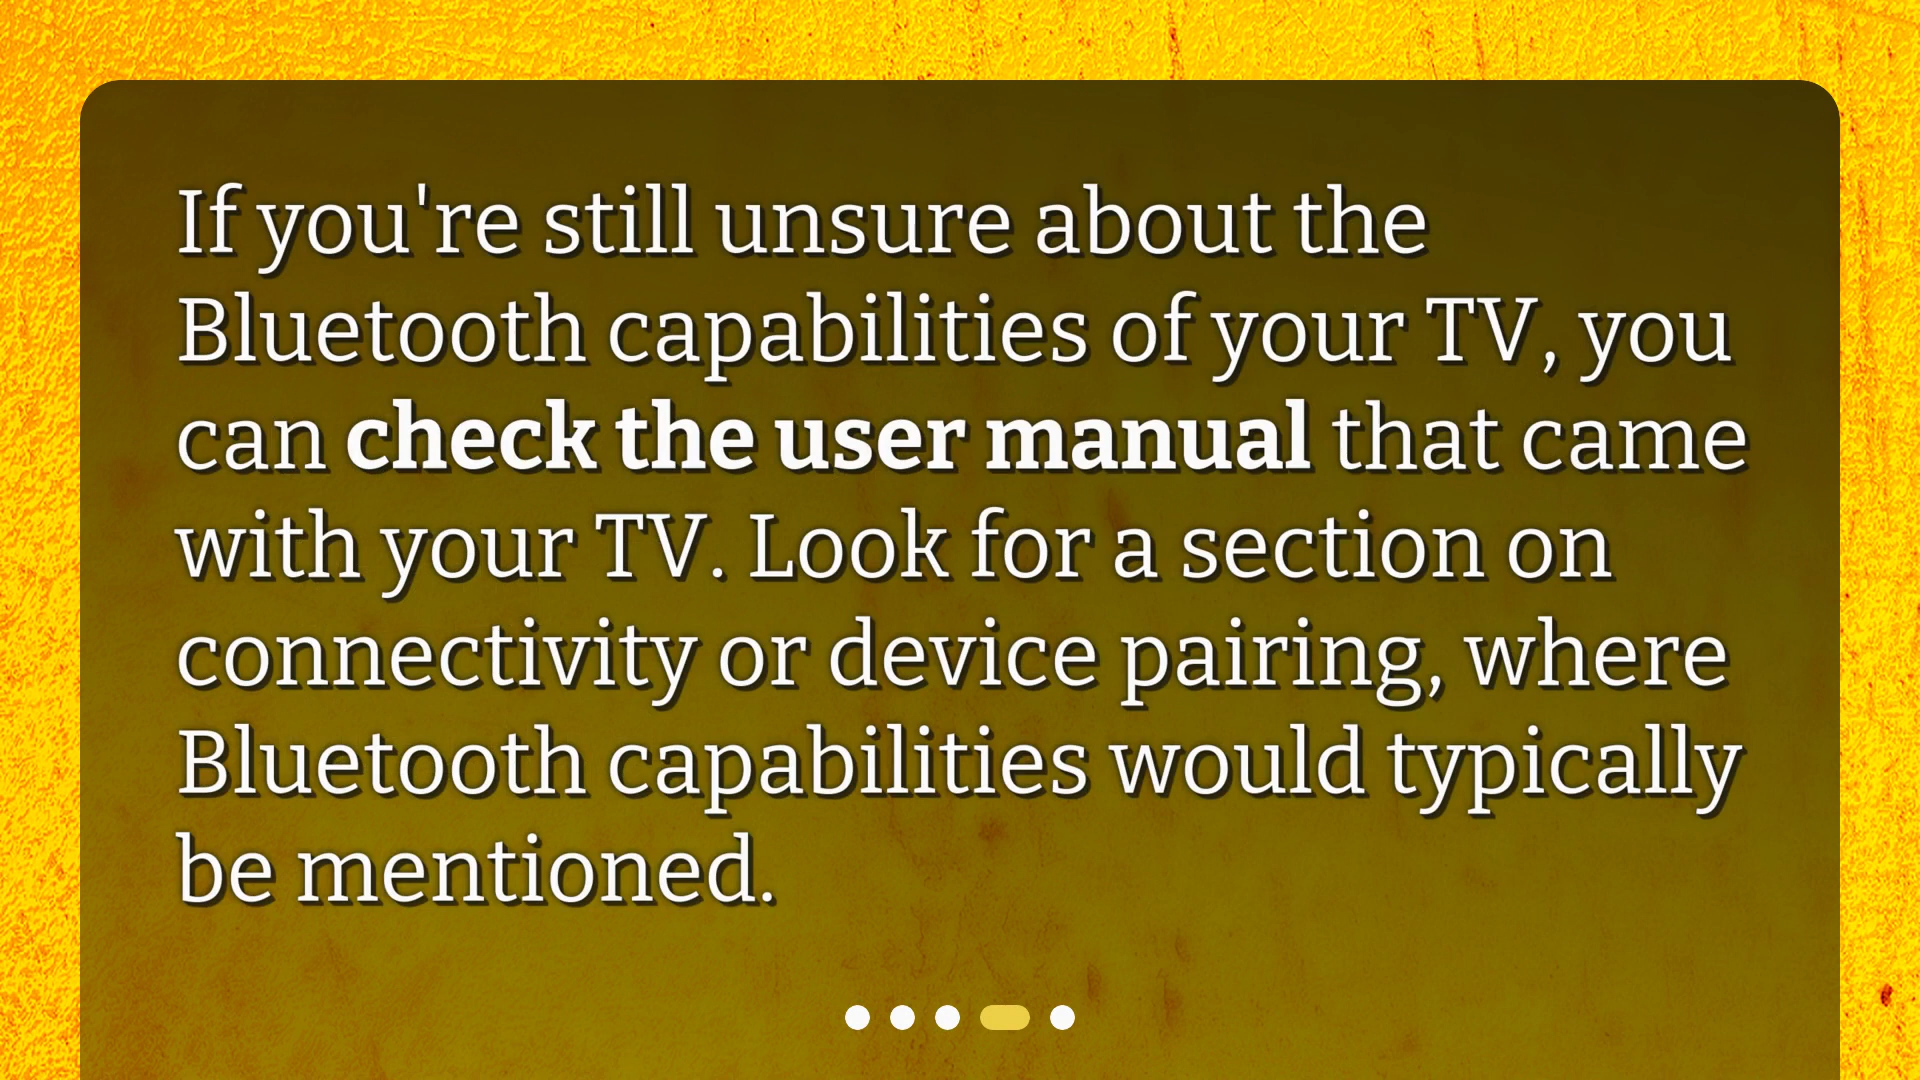 If you're still unsure about the
Bluetooth capabilities of your TV, you
can check the user manual that came
with your TV. Look for a section on
connectivity or device pairing, where
Bluetooth capabilities would typically
be mentioned.